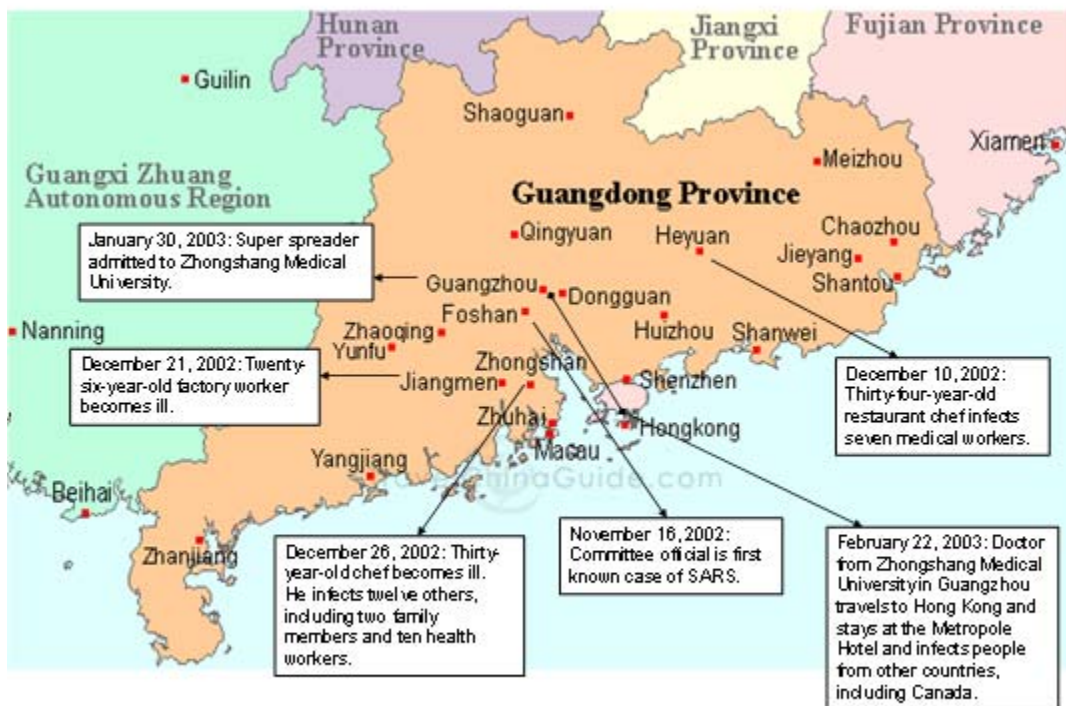 Hunan
Province
Jiangxi
Province
Fujian Province
Guilin
Shaoguan
Xiamen
Meizhou
Guangxi Zhuang
Autonomous Region
Guangdong Province
January 30, 2003: Super spreader
admitted to Zhongshang Medical
University.
Qingyuan
Heyuan
Chaozhou
Jieyang
Shantou
Guangzhou
Dongguan
Foshan
Huizhou
Shanwei
Nanning
Zhaoqing
Yunfu
Zhongshan
December 21, 2002: Twenty-
six-year-old factory worker
becomes ill.
Jiangmen
Shenzhen
December 10, 2002:
Thirty-four-year-old
restaurant chef infects
seven medical workers.
Zhuhai
Hongkong
Macau
Yangjiang
ChinaGuide.com
Beihai
Zhanjiang
December 26, 2002: Thirty-
year-old chef becomes ill.
He infects twelve others,
including two family
members and ten health
workers.
November 16, 2002:
Committee official is first
known case of SARS.
February 22, 2003: Doctor
from Zhongshang Medical
Universityin Guangzhou
travels to Hong Kong and
stays at the Metropole
Hotel and infects people
from other countries,
including Canada.